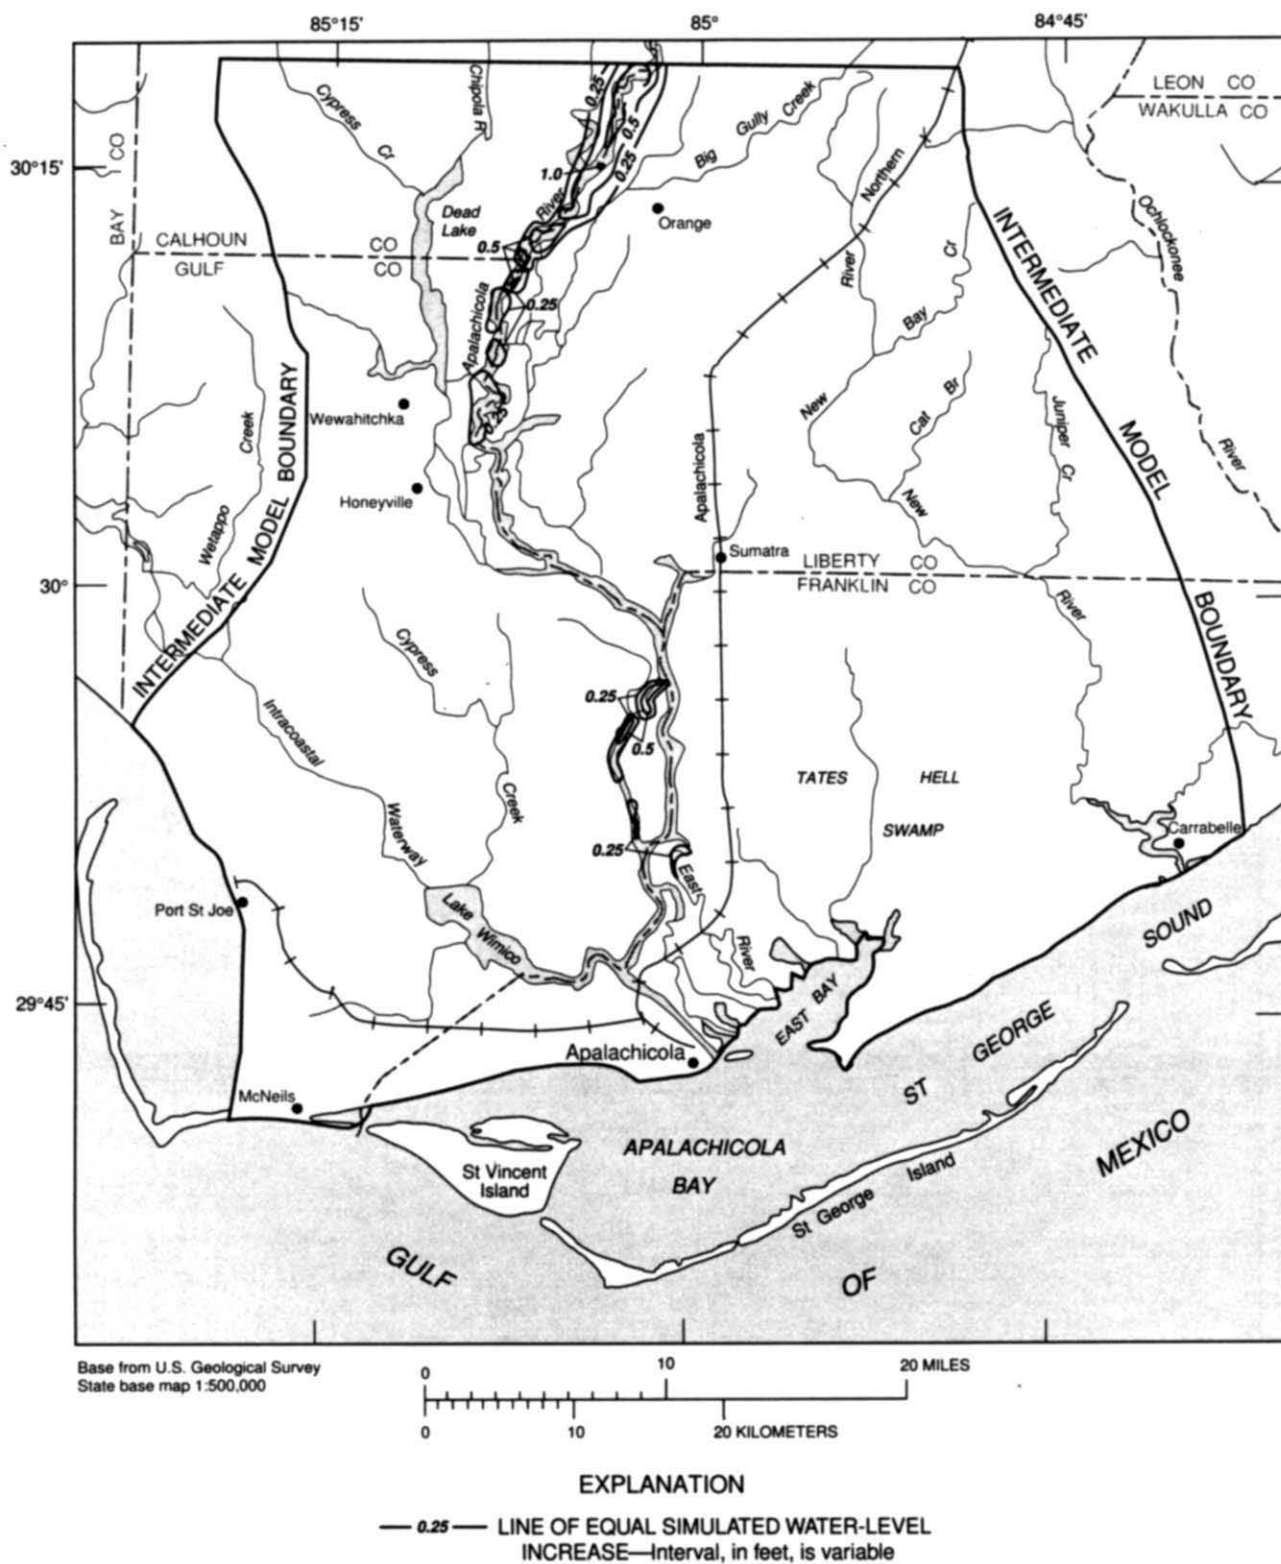 85°15'
85°
84°45'
30°15'
30°
29°45'
LEON CO
WAKULLA CO
BAY CO
CALHOUN CO
GULF CO
Cypress Cr
Chipola R
Dead
Lake
0.25
0.5
0.25
1.0
River
0.5
0.25
Apalachicola
0.25
Big Gully Creek
Orange
Northern
River
Bay Cr
New
Cat Br
New
Juniper Cr
Ochlockonee
River
INTERMEDIATE MODEL BOUNDARY
Wewahitchka
Honeyville
Creek
Wetappo
INTERMEDIATE MODEL BOUNDARY
Apalachicola
Sumatra
LIBERTY CO
FRANKLIN CO
River
Cypress
Creek
Intracoastal
Waterway
0.25
0.5
0.25
TATES HELL
SWAMP
Carrabelle
Port St Joe
Lake Wimico
East
River
EAST BAY
Apalachicola
McNeils
St Vincent
Island
APALACHICOLA
BAY
ST GEORGE SOUND
St George Island
GULF OF MEXICO
Base from U.S. Geological Survey
State base map 1:500,000
0 10 20 MILES
0 10 20 KILOMETERS
EXPLANATION
0.25 LINE OF EQUAL SIMULATED WATER-LEVEL
INCREASE—Interval, in feet, is variable